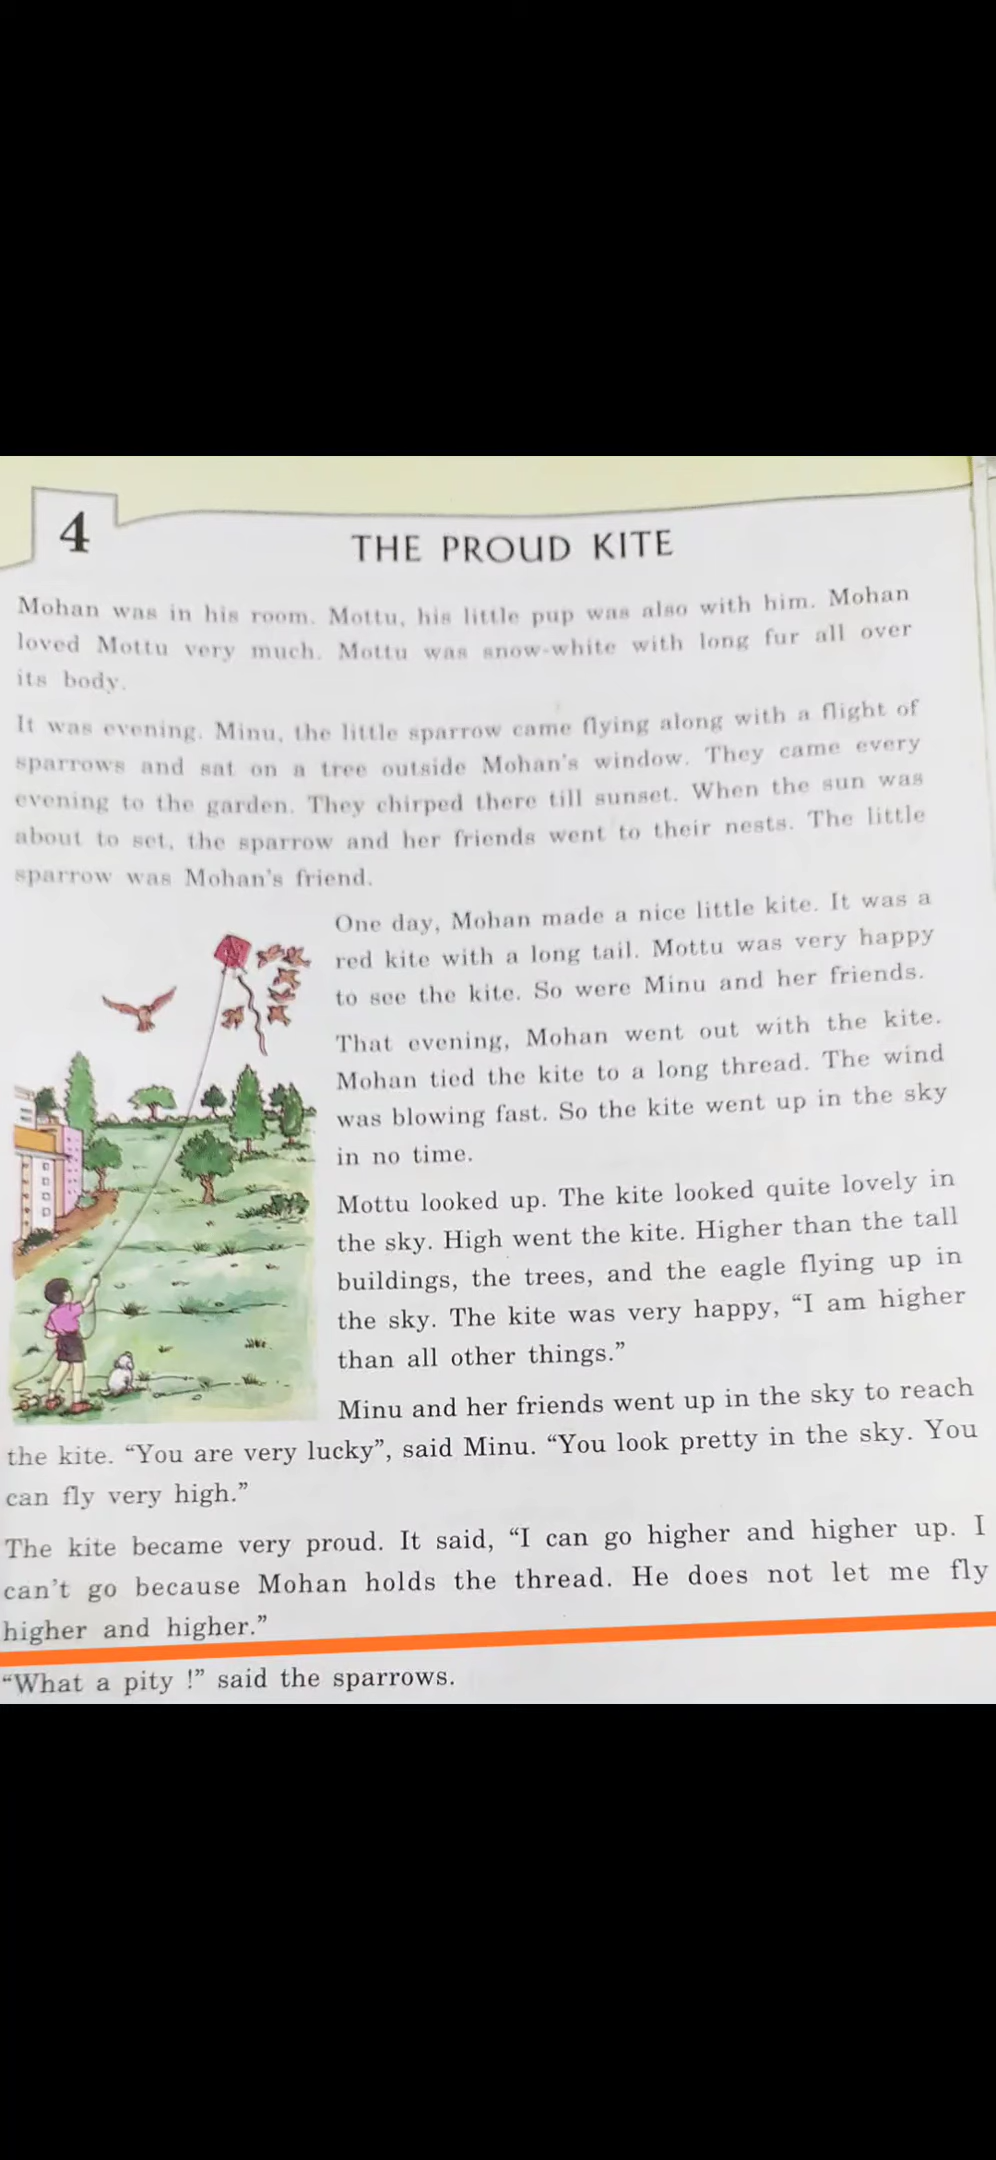 4
THE PROUD KITE
Mohan was in his room. Mottu, his little pup was also with him. Mohan
loved Mottu very much. Mottu was snow-white with long fur all over
its body.
It was evening. Minu, the little sparrow came flying along with a flight of
sparrows and sat on a tree outside Mohan's window. They came every
evening to the garden. They chirped there till sunset. When the sun was
about to set, the sparrow and her friends went to their nests. The little
sparrow was Mohan's friend.
One day, Mohan made a nice little kite. It was a
red kite with a long tail. Mottu was very happy
to see the kite. So were Minu and her friends.
That evening, Mohan went out with the kite.
Mohan tied the kite to a long thread. The wind
was blowing fast. So the kite went up in the sky
in no time.
Mottu looked up. The kite looked quite lovely in
the sky. High went the kite. Higher than the tall
buildings, the trees, and the eagle flying up in
the sky. The kite was very happy, “I am higher
than all other things.”
Minu and her friends went up in the sky to reach
the kite. “You are very lucky”, said Minu. “You look pretty in the sky. You
can fly very high.”
The kite became very proud. It said, “I can go higher and higher up. I
can't go because Mohan holds the thread. He does not let me fly
higher and higher.”
“What a pity !” said the sparrows.